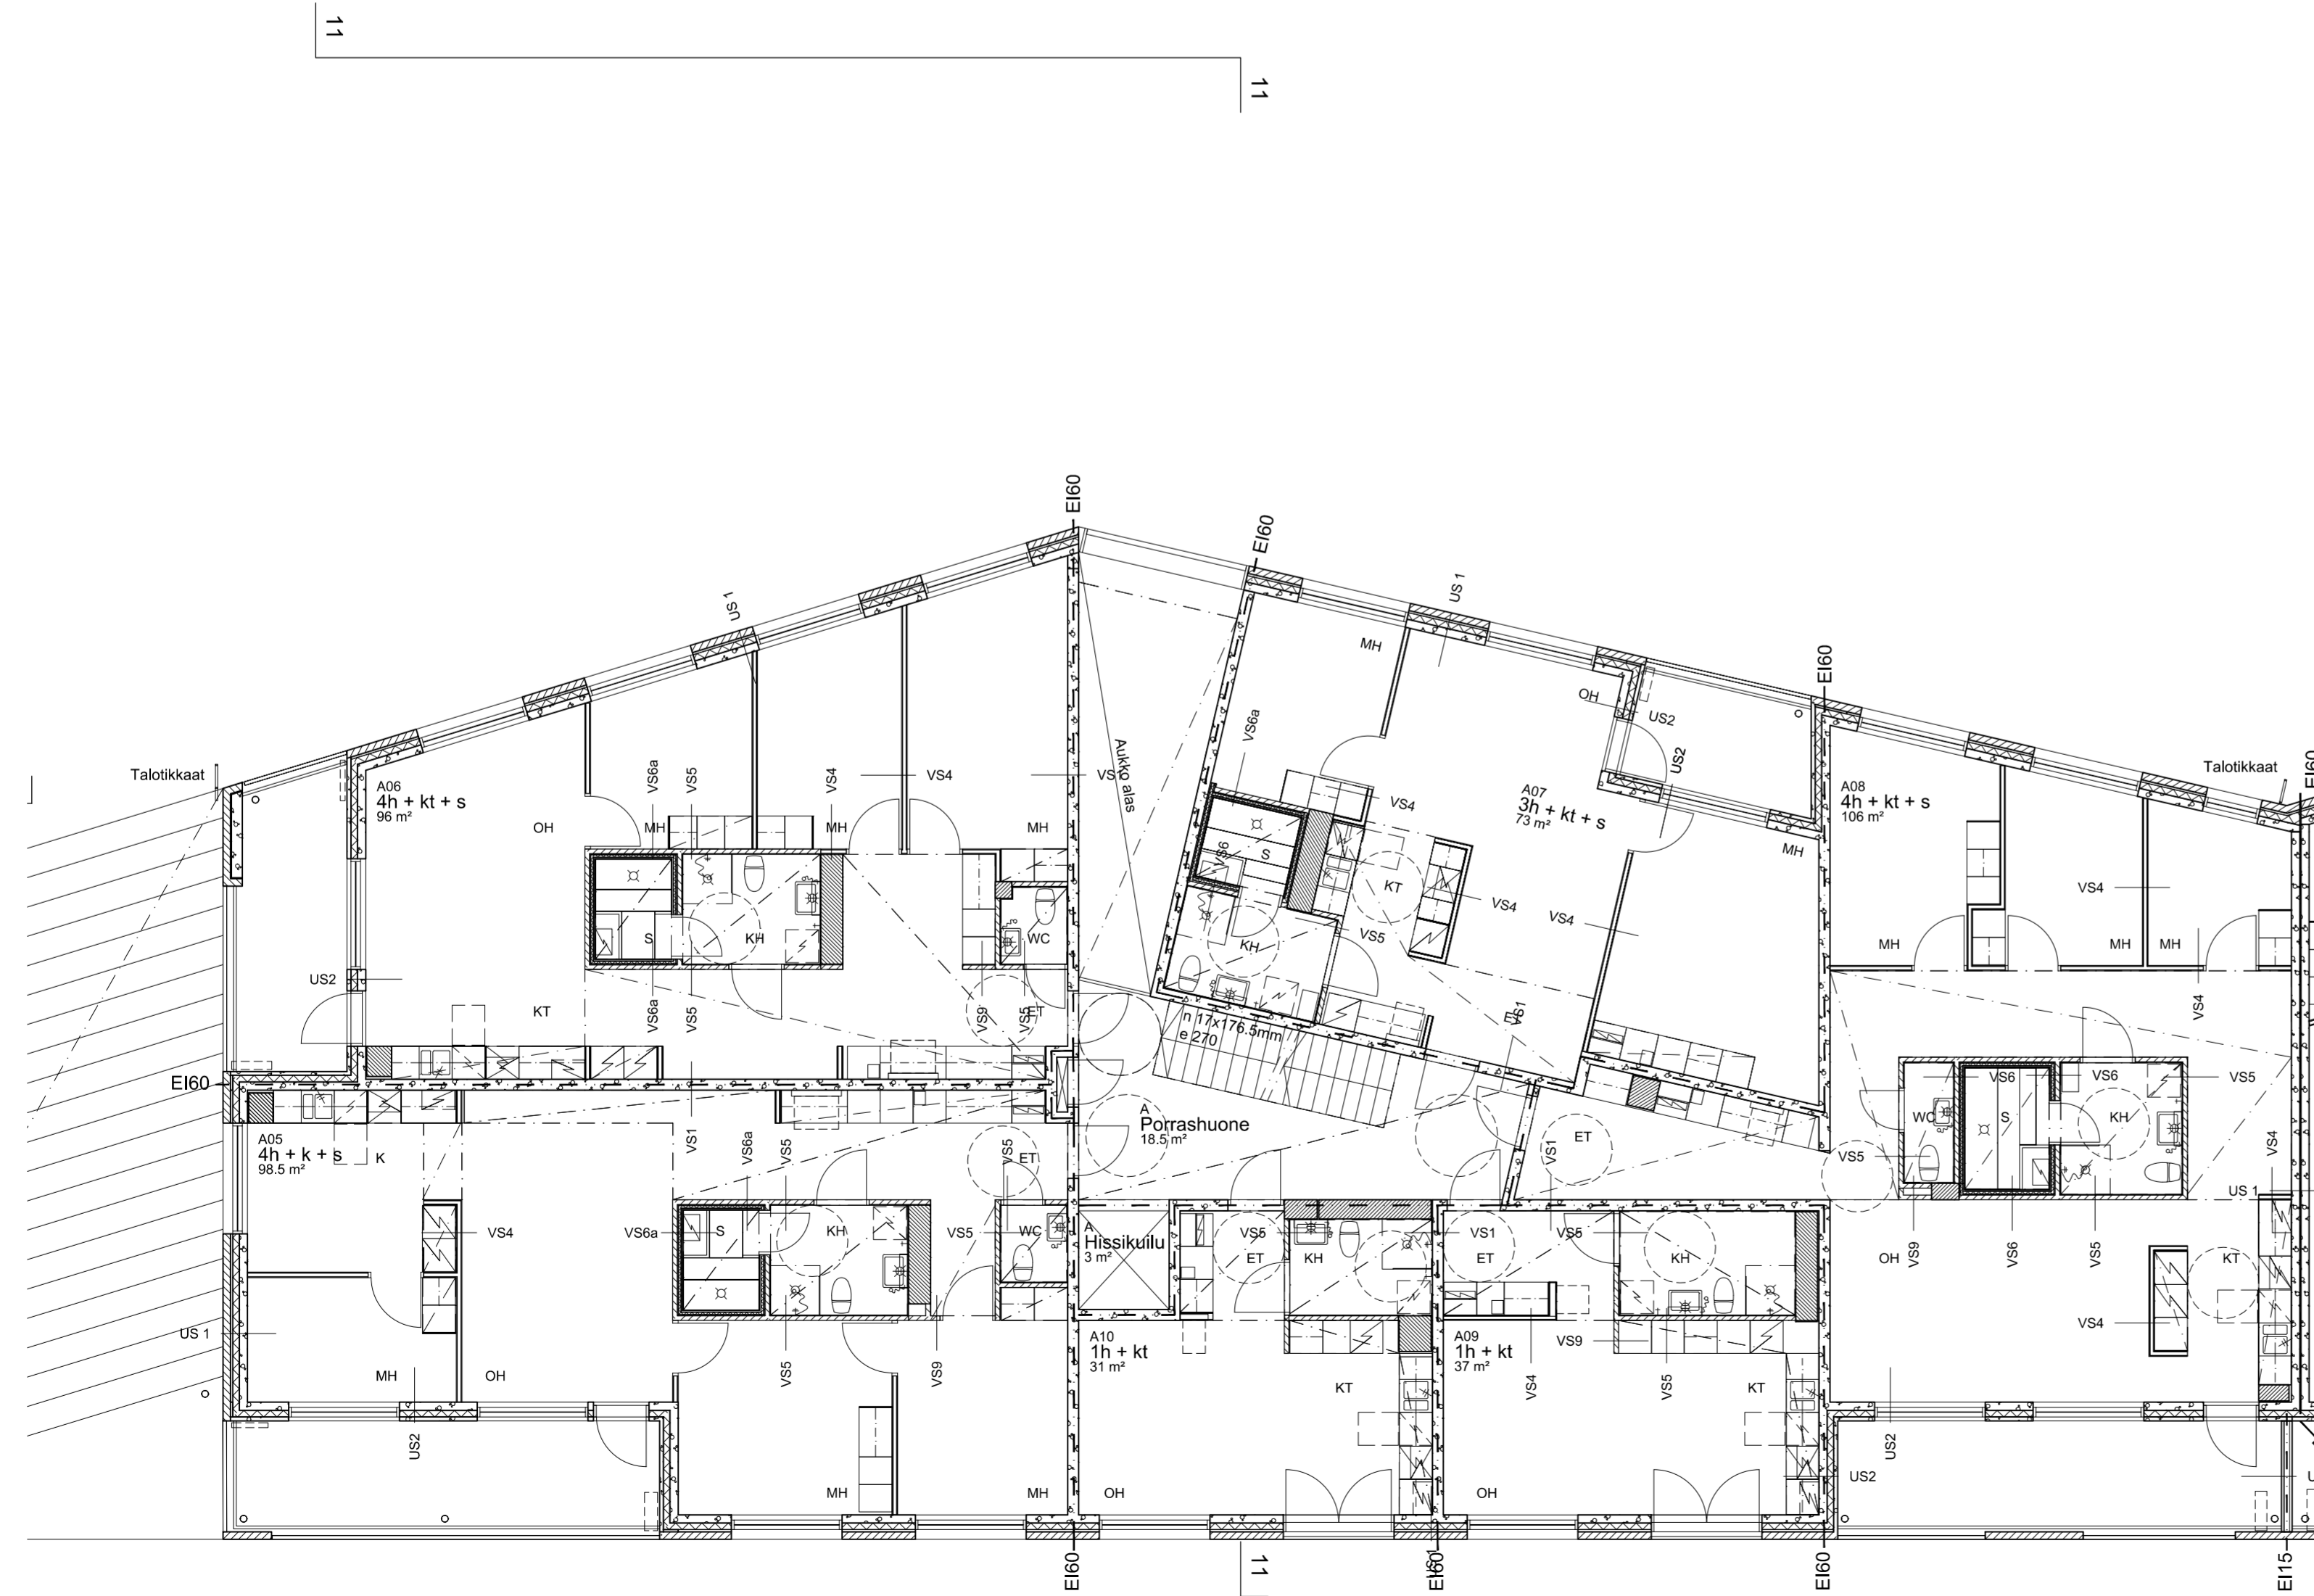 11
11
EI60
EI60
US 1
US 1
EI60
EI60
MH
OH
US2
US2
Talotikkaat
A06
4h + kt + s
96 m²
OH
MH
MH
MH
VS6a
VS5
VS4
VS4
VS1
Aukko alas
VS6a
VS4
A07
3h + kt + s
73 m²
MH
A08
4h + kt + s
106 m²
Talotikkaat
VS6
S
KT
VS4
VS4
VS4
S
KH
WC
KH
VS5
MH
MH
MH
US2
KT
VS6a
VS5
VS9
VS5
ET
n 17x176.5mm
e 270
ET
VS1
VS4
EI60
VS6
VS6
VS5
A05
4h + k + s
98.5 m²
K
VS1
VS6a
VS5
VS5
ET
A
Porrashuone
18.5 m²
VS1
ET
VS5
WC
S
KH
VS4
US 1
VS4
VS6a
S
KH
VS5
WC
A
Hissikuilu
3 m²
VS5
ET
KH
VS1
ET
VS5
KH
OH
VS9
VS6
VS5
KT
US 1
MH
OH
VS5
VS9
A10
1h + kt
31 m²
KT
A09
1h + kt
37 m²
VS9
VS4
VS5
KT
VS4
US2
MH
MH
OH
OH
US2
US2
EI60
11
EI60
EI60
EI15